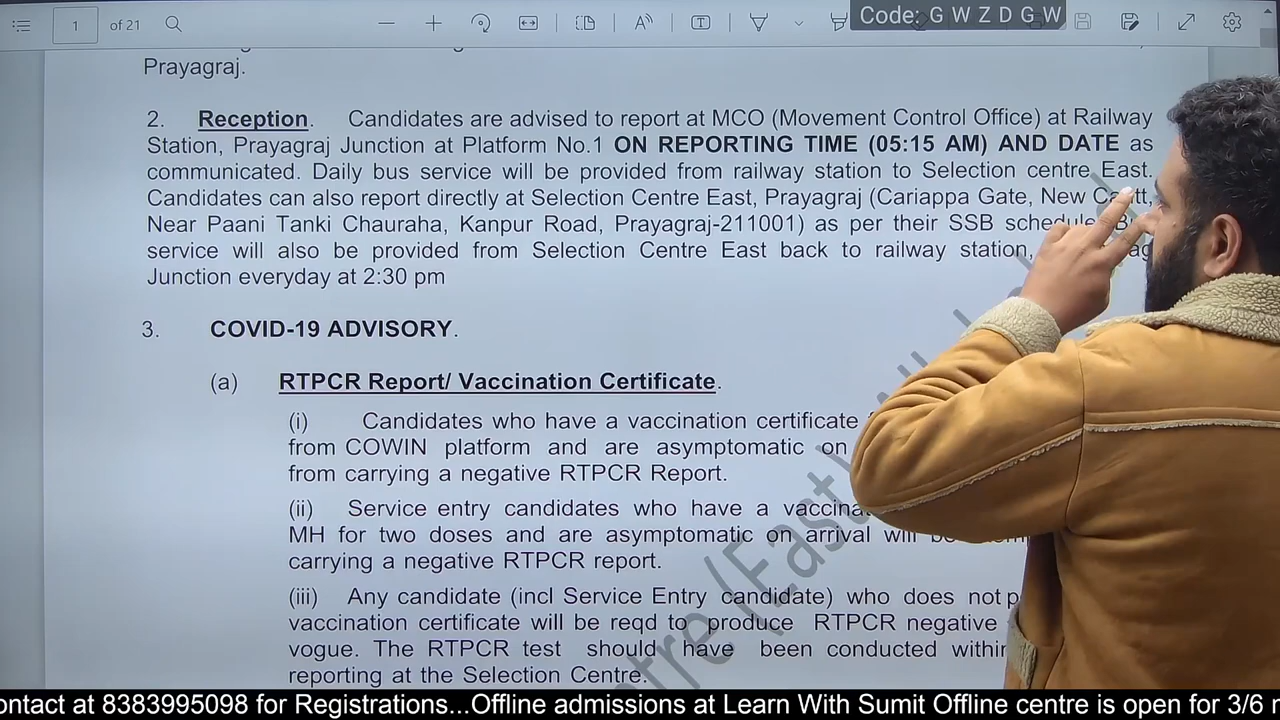 1 of 21
Code: G W Z D G W
Prayagraj.
2. Reception. Candidates are advised to report at MCO (Movement Control Office) at Railway
Station, Prayagraj Junction at Platform No.1 ON REPORTING TIME (05:15 AM) AND DATE as
communicated. Daily bus service will be provided from railway station to Selection centre East.
Candidates can also report directly at Selection Centre East, Prayagraj (Cariappa Gate, New
Near Paani Tanki Chauraha, Kanpur Road, Prayagraj-211001) as per their SSB
service will also be provided from Selection Centre East back to railway station,
Junction everyday at 2:30 pm
3. COVID-19 ADVISORY.
(a) RTPCR Report/ Vaccination Certificate.
(i) Candidates who have a vaccination certificate
from COWIN platform and are asymptomatic on
from carrying a negative RTPCR Report.
(ii) Service entry candidates who have a
MH for two doses and are asymptomatic on arrival will
carrying a negative RTPCR report.
(iii) Any candidate (incl Service Entry candidate) who does not
vaccination certificate will be reqd to produce RTPCR negative
vogue. The RTPCR test should have been conducted within
reporting at the Selection Centre.
Centre (East
ontact at 8383995098 for Registrations...Offline admissions at Learn With Sumit Offline centre is open for 3/6